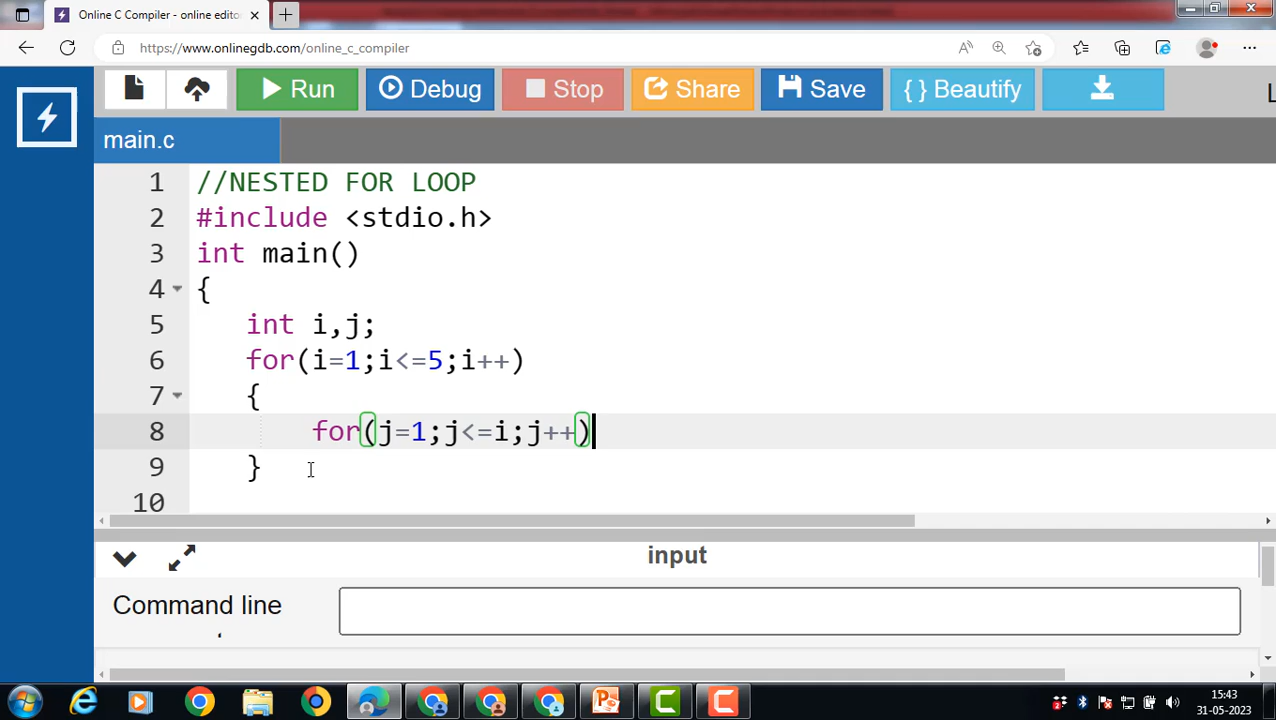 Online C Compiler - online editor
https://www.onlinegdb.com/online_c_compiler
Run
Debug
Stop
Share
Save
{ } Beautify
main.c
1 //NESTED FOR LOOP
2 #include <stdio.h>
3 int main()
4 {
5 int i,j;
6 for(i=1;i<=5;i++)
7 {
8 for(j=1;j<=i;j++)
9 }
10
input
Command line
15:43
31-05-2023